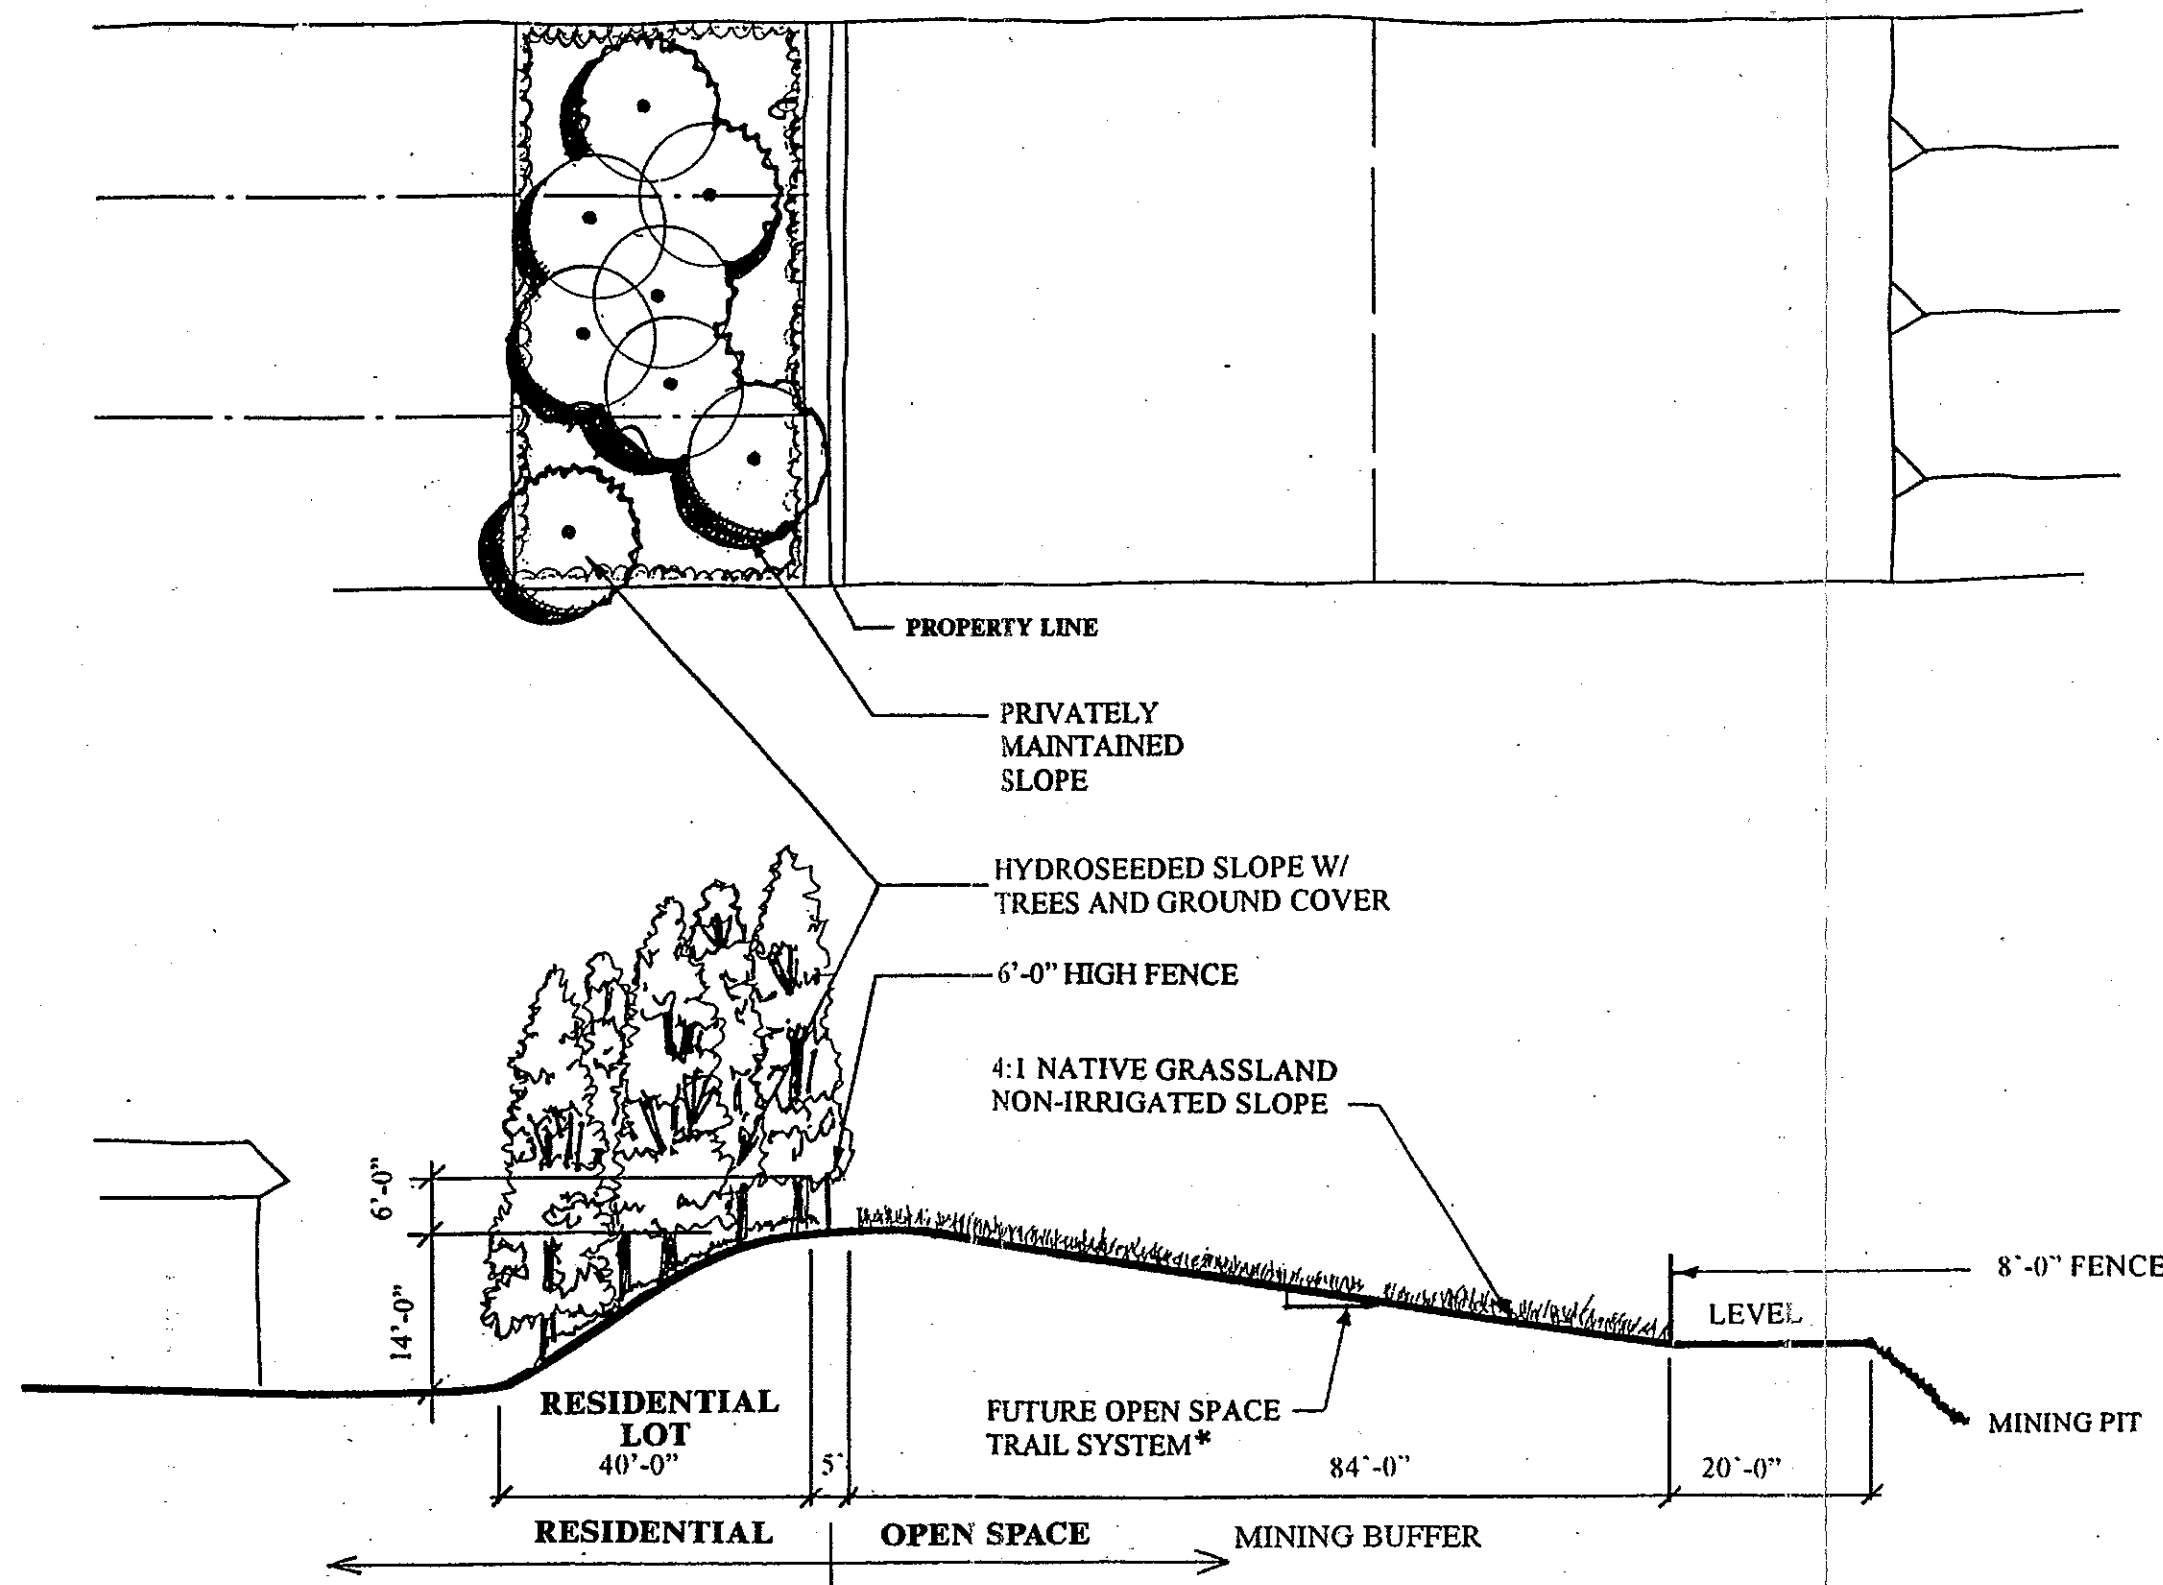 PROPERTY LINE
PRIVATELY
MAINTAINED
SLOPE
HYDROSEEDED SLOPE W/
TREES AND GROUND COVER
6'-0" HIGH FENCE
4:1 NATIVE GRASSLAND
NON-IRRIGATED SLOPE
6'-0"
14'-0"
8'-0" FENCE
LEVEL
RESIDENTIAL
LOT
40'-0"
5'
FUTURE OPEN SPACE
TRAIL SYSTEM*
84'-0"
20'-0"
MINING PIT
RESIDENTIAL
OPEN SPACE
MINING BUFFER